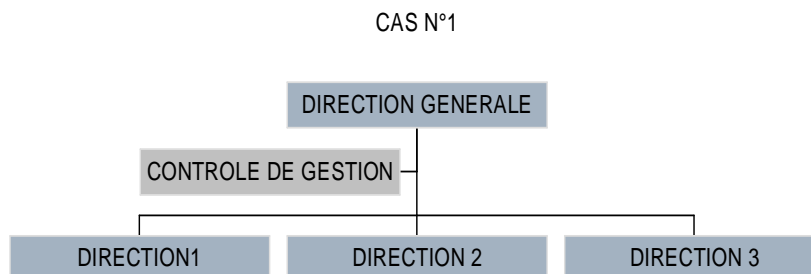 CAS N°1
DIRECTION GENERALE
CONTROLE DE GESTION
DIRECTION1
DIRECTION 2
DIRECTION 3